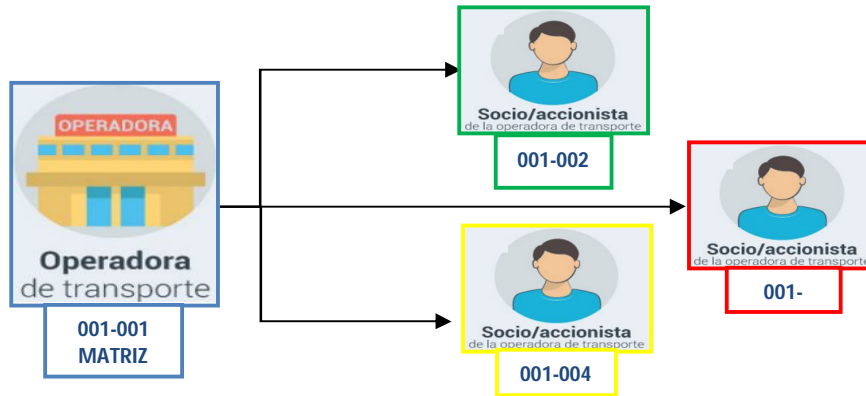 OPERADORA
Operadora
de transporte
001-001
MATRIZ
Socio/accionista
de la operadora de transporte
001-002
Socio/accionista
de la operadora de transporte
001-
Socio/accionista
de la operadora de transporte
001-004